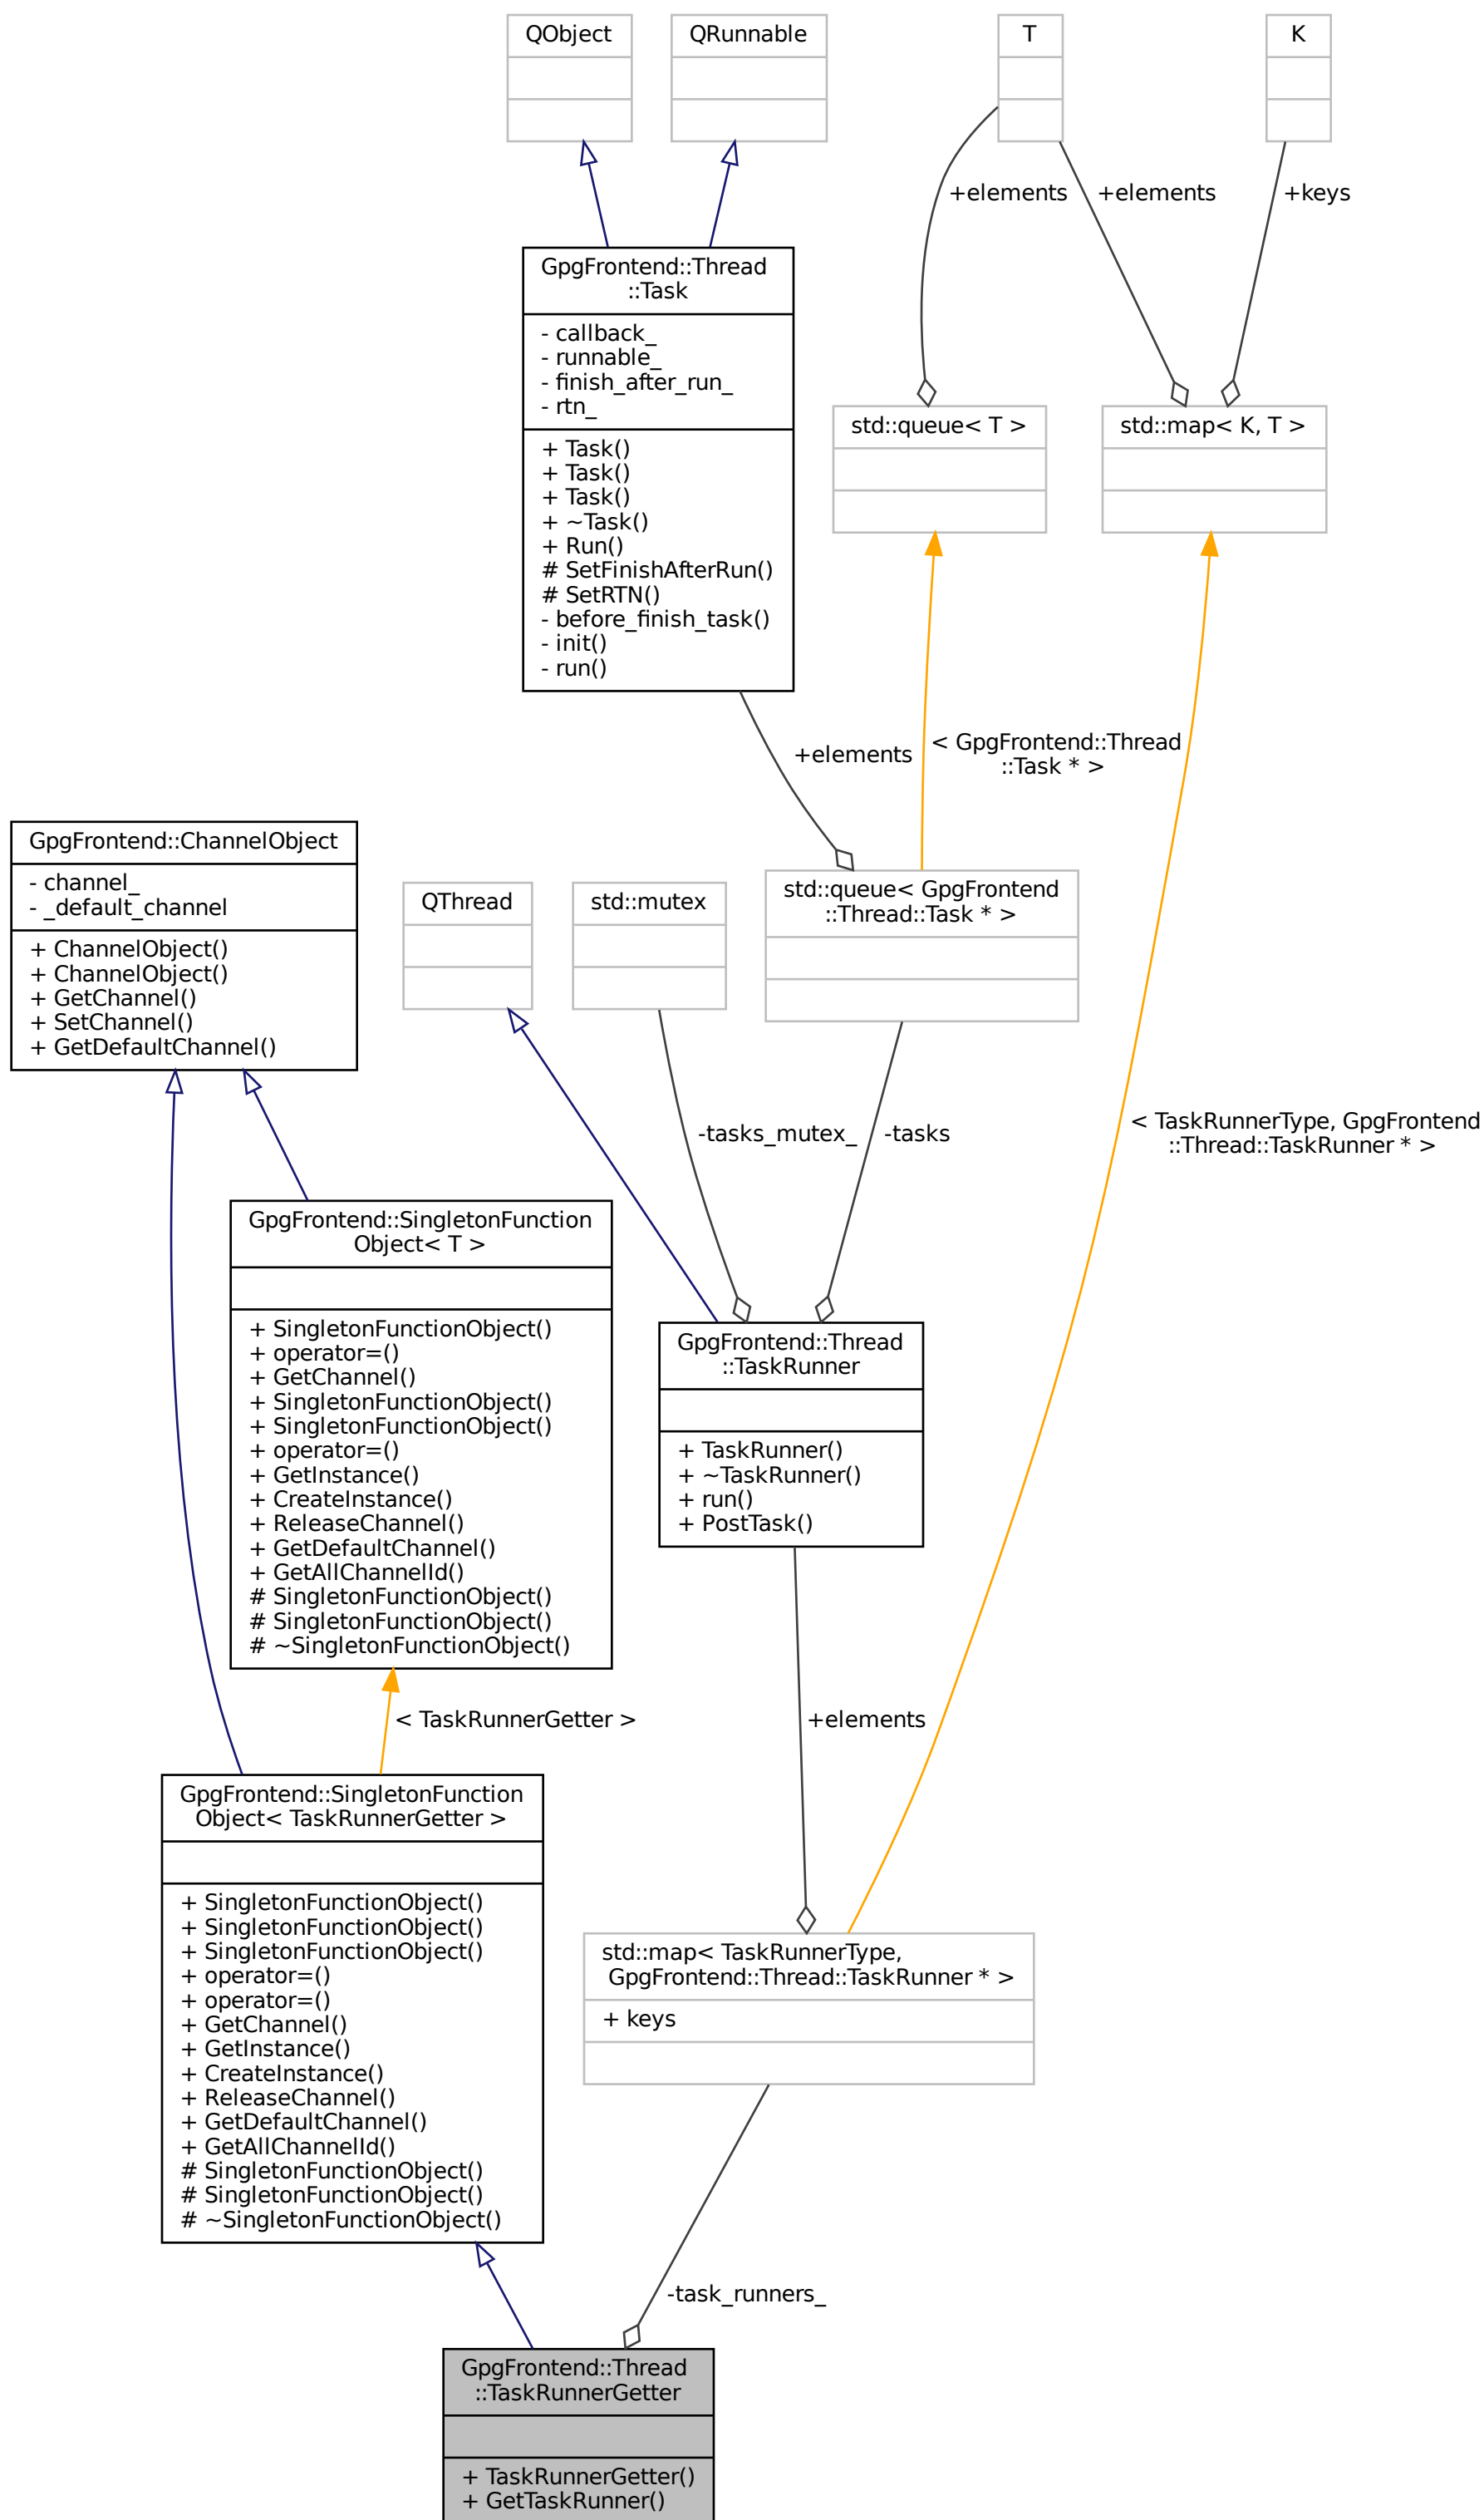 QObject
QRunnable
T
K
+elements
+elements
+keys
GpgFrontend::Thread
::Task
- callback_
- runnable_
- finish_after_run_
- rtn_
+ Task()
+ Task()
+ Task()
+ ~Task()
+ Run()
# SetFinishAfterRun()
# SetRTN()
- before_finish_task()
- init()
- run()
std::queue< T >
std::map< K, T >
+elements
< GpgFrontend::Thread
::Task * >
GpgFrontend::ChannelObject
- channel_
- _default_channel
+ ChannelObject()
+ ChannelObject()
+ GetChannel()
+ SetChannel()
+ GetDefaultChannel()
QThread
std::mutex
std::queue< GpgFrontend
::Thread::Task * >
-tasks_mutex_
-tasks
< TaskRunnerType, GpgFrontend
::Thread::TaskRunner * >
GpgFrontend::SingletonFunction
Object< T >
+ SingletonFunctionObject()
+ operator=()
+ GetChannel()
+ SingletonFunctionObject()
+ SingletonFunctionObject()
+ operator=()
+ GetInstance()
+ CreateInstance()
+ ReleaseChannel()
+ GetDefaultChannel()
+ GetAllChannelId()
# SingletonFunctionObject()
# SingletonFunctionObject()
# ~SingletonFunctionObject()
GpgFrontend::Thread
::TaskRunner
+ TaskRunner()
+ ~TaskRunner()
+ run()
+ PostTask()
< TaskRunnerGetter >
+elements
GpgFrontend::SingletonFunction
Object< TaskRunnerGetter >
+ SingletonFunctionObject()
+ SingletonFunctionObject()
+ SingletonFunctionObject()
+ operator=()
+ operator=()
+ GetChannel()
+ GetInstance()
+ CreateInstance()
+ ReleaseChannel()
+ GetDefaultChannel()
+ GetAllChannelId()
# SingletonFunctionObject()
# SingletonFunctionObject()
# ~SingletonFunctionObject()
std::map< TaskRunnerType,
GpgFrontend::Thread::TaskRunner * >
+ keys
-task_runners_
GpgFrontend::Thread
::TaskRunnerGetter
+ TaskRunnerGetter()
+ GetTaskRunner()